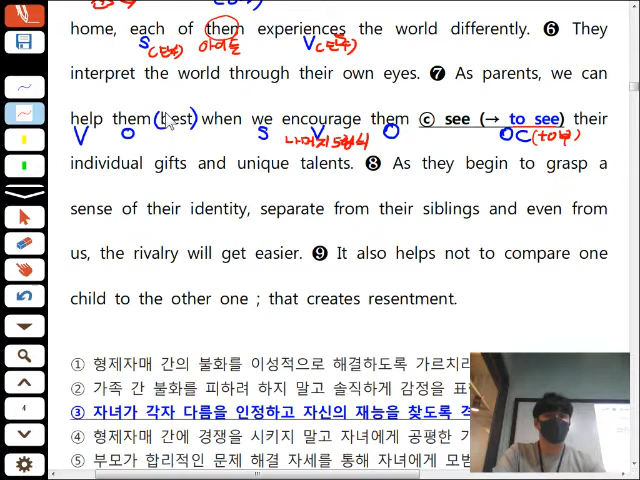 home, each of them experiences the world differently. ❻ They
S(단복) 아이들 V(단수)
interpret the world through their own eyes. ❼ As parents, we can
help them (best) when we encourage them ⓒ see (→ to see) their
V O S V O OC(to부)
나머지 5형식
individual gifts and unique talents. ❽ As they begin to grasp a
sense of their identity, separate from their siblings and even from
us, the rivalry will get easier. ❾ It also helps not to compare one
child to the other one ; that creates resentment.
① 형제자매 간의 불화를 이성적으로 해결하도록 가르치
② 가족 간 불화를 피하려 하지 말고 솔직하게 감정을 표
③ 자녀가 각자 다름을 인정하고 자신의 재능을 찾도록
④ 형제자매 간에 경쟁을 시키지 말고 자녀에게 공평한
⑤ 부모가 합리적인 문제 해결 자세를 통해 자녀에게 모
4